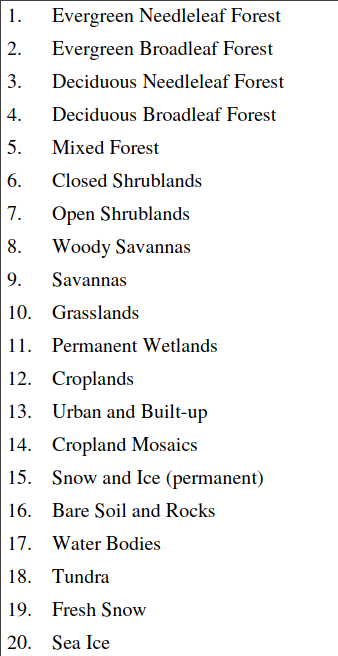 1. Evergreen Needleleaf Forest
2. Evergreen Broadleaf Forest
3. Deciduous Needleleaf Forest
4. Deciduous Broadleaf Forest
5. Mixed Forest
6. Closed Shrublands
7. Open Shrublands
8. Woody Savannas
9. Savannas
10. Grasslands
11. Permanent Wetlands
12. Croplands
13. Urban and Built-up
14. Cropland Mosaics
15. Snow and Ice (permanent)
16. Bare Soil and Rocks
17. Water Bodies
18. Tundra
19. Fresh Snow
20. Sea Ice